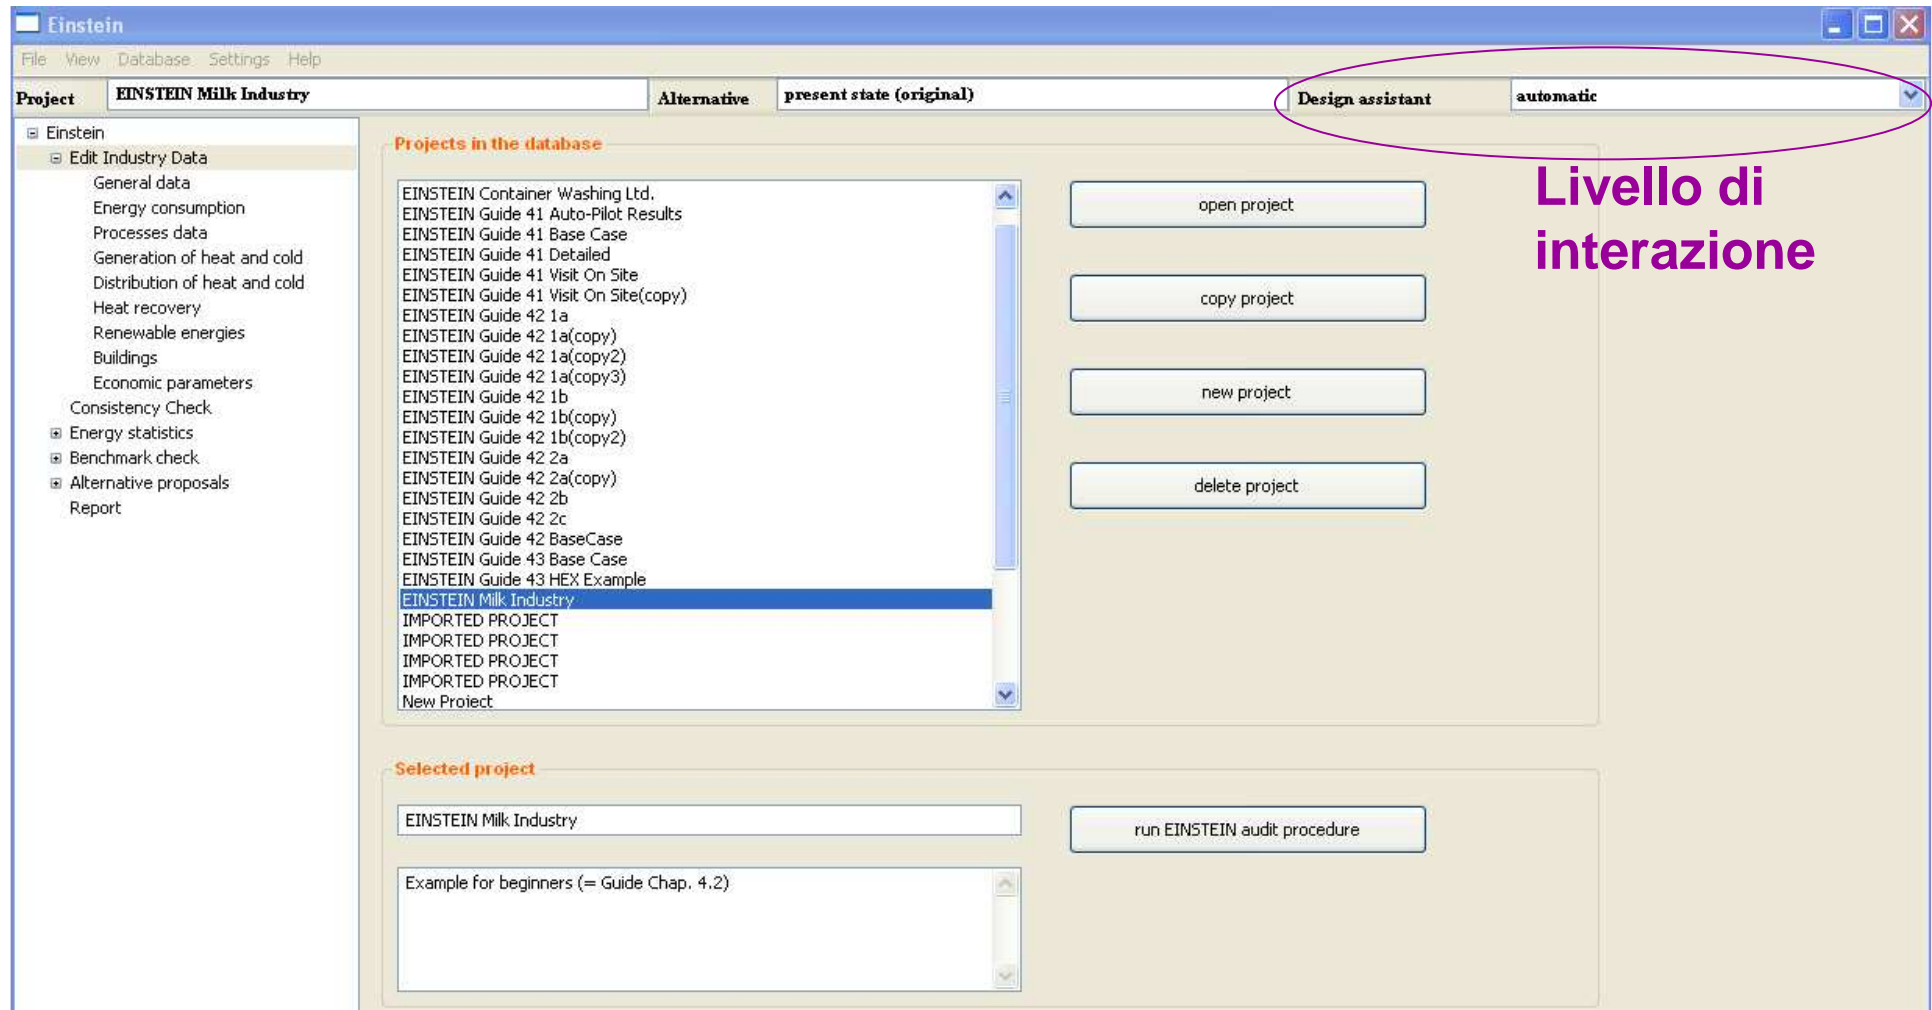 Einstein
File View Database Settings Help
Project EINSTEIN Milk Industry Alternative present state (original) Design assistant automatic
Einstein
Edit Industry Data
General data
Energy consumption
Processes data
Generation of heat and cold
Distribution of heat and cold
Heat recovery
Renewable energies
Buildings
Economic parameters
Consistency Check
Energy statistics
Benchmark check
Alternative proposals
Report
Projects in the database
EINSTEIN Container Washing Ltd.
EINSTEIN Guide 41 Auto-Pilot Results
EINSTEIN Guide 41 Base Case
EINSTEIN Guide 41 Detailed
EINSTEIN Guide 41 Visit On Site
EINSTEIN Guide 41 Visit On Site(copy)
EINSTEIN Guide 42 1a
EINSTEIN Guide 42 1a(copy)
EINSTEIN Guide 42 1a(copy2)
EINSTEIN Guide 42 1a(copy3)
EINSTEIN Guide 42 1b
EINSTEIN Guide 42 1b(copy)
EINSTEIN Guide 42 1b(copy2)
EINSTEIN Guide 42 2a
EINSTEIN Guide 42 2a(copy)
EINSTEIN Guide 42 2b
EINSTEIN Guide 42 2c
EINSTEIN Guide 42 BaseCase
EINSTEIN Guide 43 Base Case
EINSTEIN Guide 43 HEX Example
EINSTEIN Milk Industry
IMPORTED PROJECT
IMPORTED PROJECT
IMPORTED PROJECT
IMPORTED PROJECT
New Project
open project
copy project
new project
delete project
Livello di
interazione
Selected project
EINSTEIN Milk Industry
run EINSTEIN audit procedure
Example for beginners (= Guide Chap. 4.2)